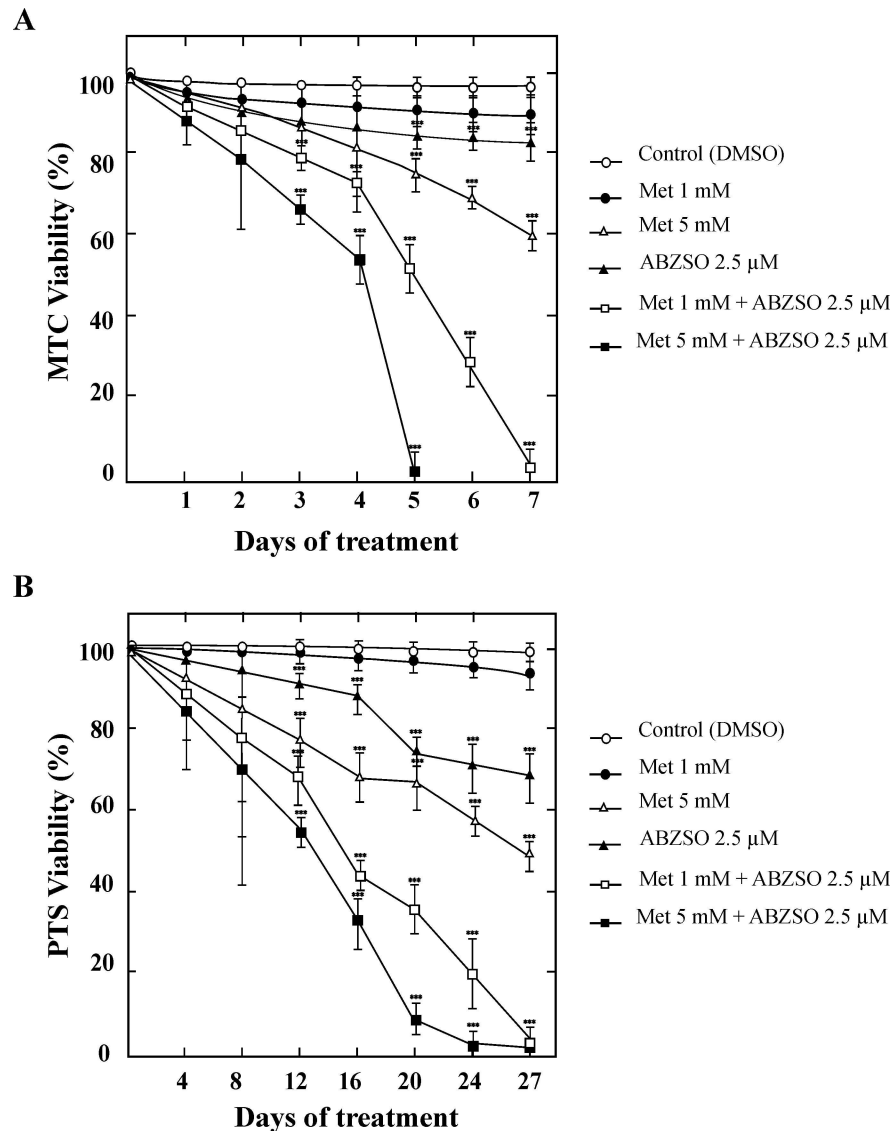 A
MTC Viability (%)
100
80
60
40
20
0
1 2 3 4 5 6 7
Days of treatment
*** *** ***
*** *** ***
*** *** *** *** ***
*** *** ***
Control (DMSO)
Met 1 mM
Met 5 mM
ABZSO 2.5 µM
Met 1 mM + ABZSO 2.5 µM
Met 5 mM + ABZSO 2.5 µM
B
PTS Viability (%)
100
80
60
40
20
0
4 8 12 16 20 24 27
Days of treatment
*** *** *** *** ***
*** *** *** *** ***
*** *** *** *** ***
*** *** *** ***
Control (DMSO)
Met 1 mM
Met 5 mM
ABZSO 2.5 µM
Met 1 mM + ABZSO 2.5 µM
Met 5 mM + ABZSO 2.5 µM